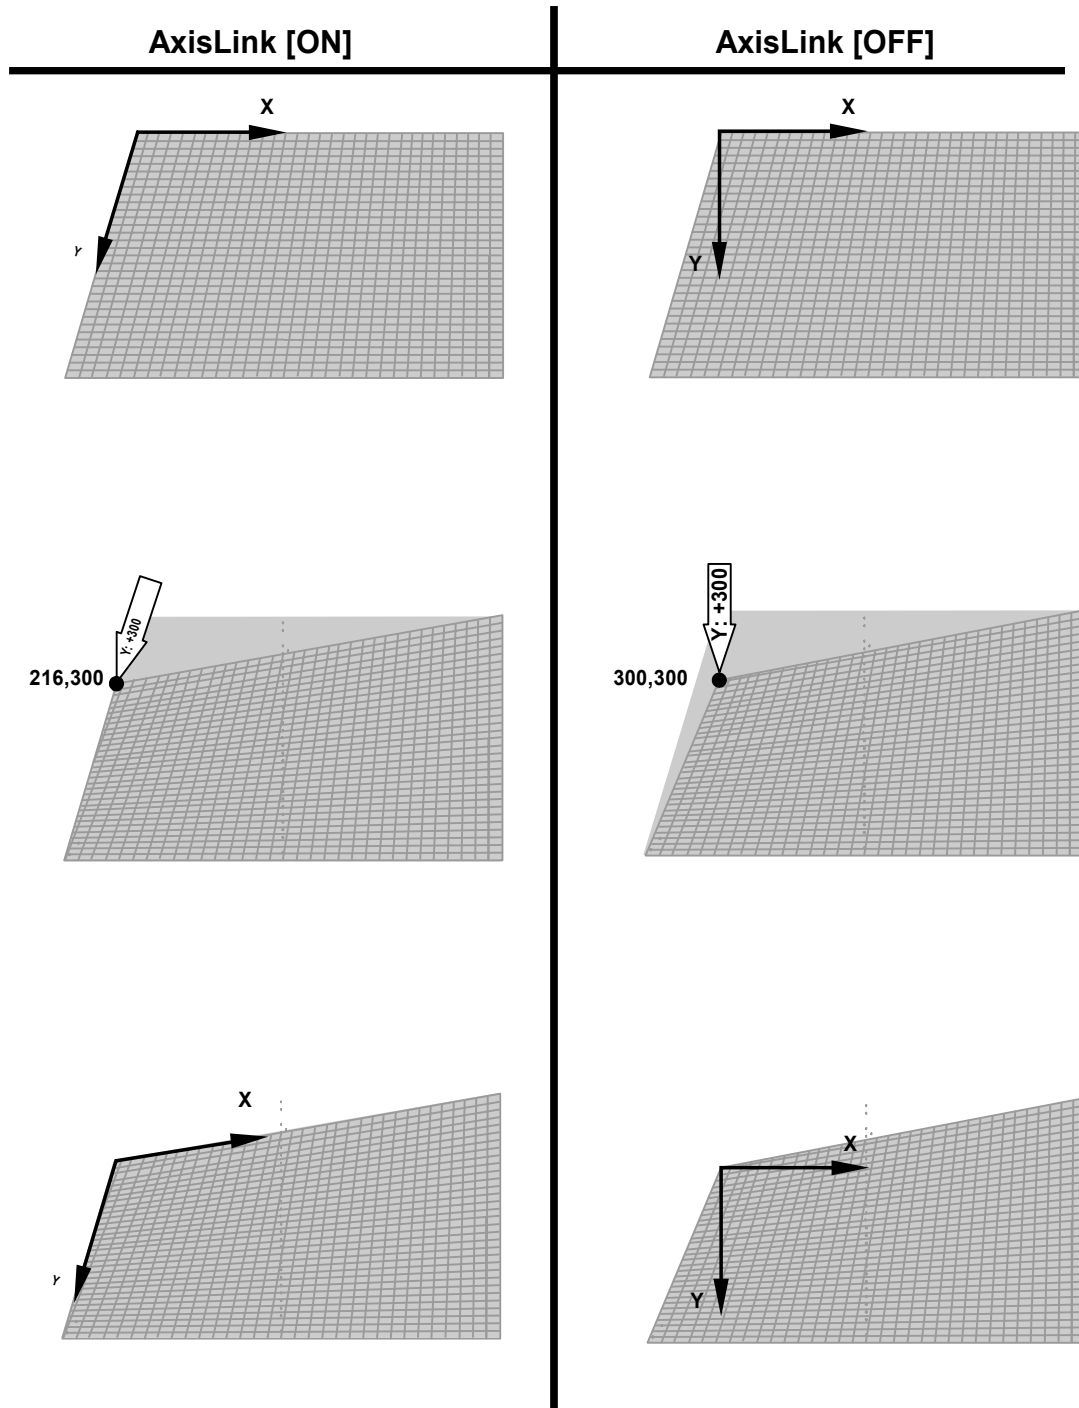 AxisLink [ON]
AxisLink [OFF]
X
X
Y
Y
Y: +300
Y: +300
216,300
300,300
X
X
Y
Y